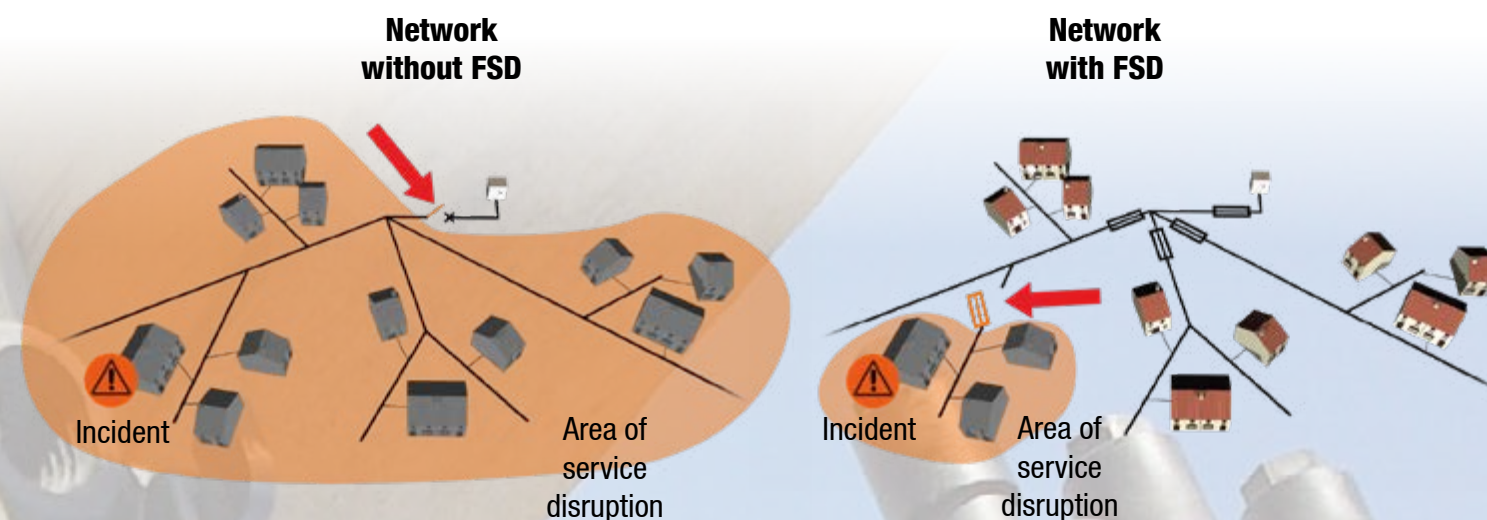 Network
without FSD
Network
with FSD
Incident
Area of
service
disruption
Incident
Area of
service
disruption